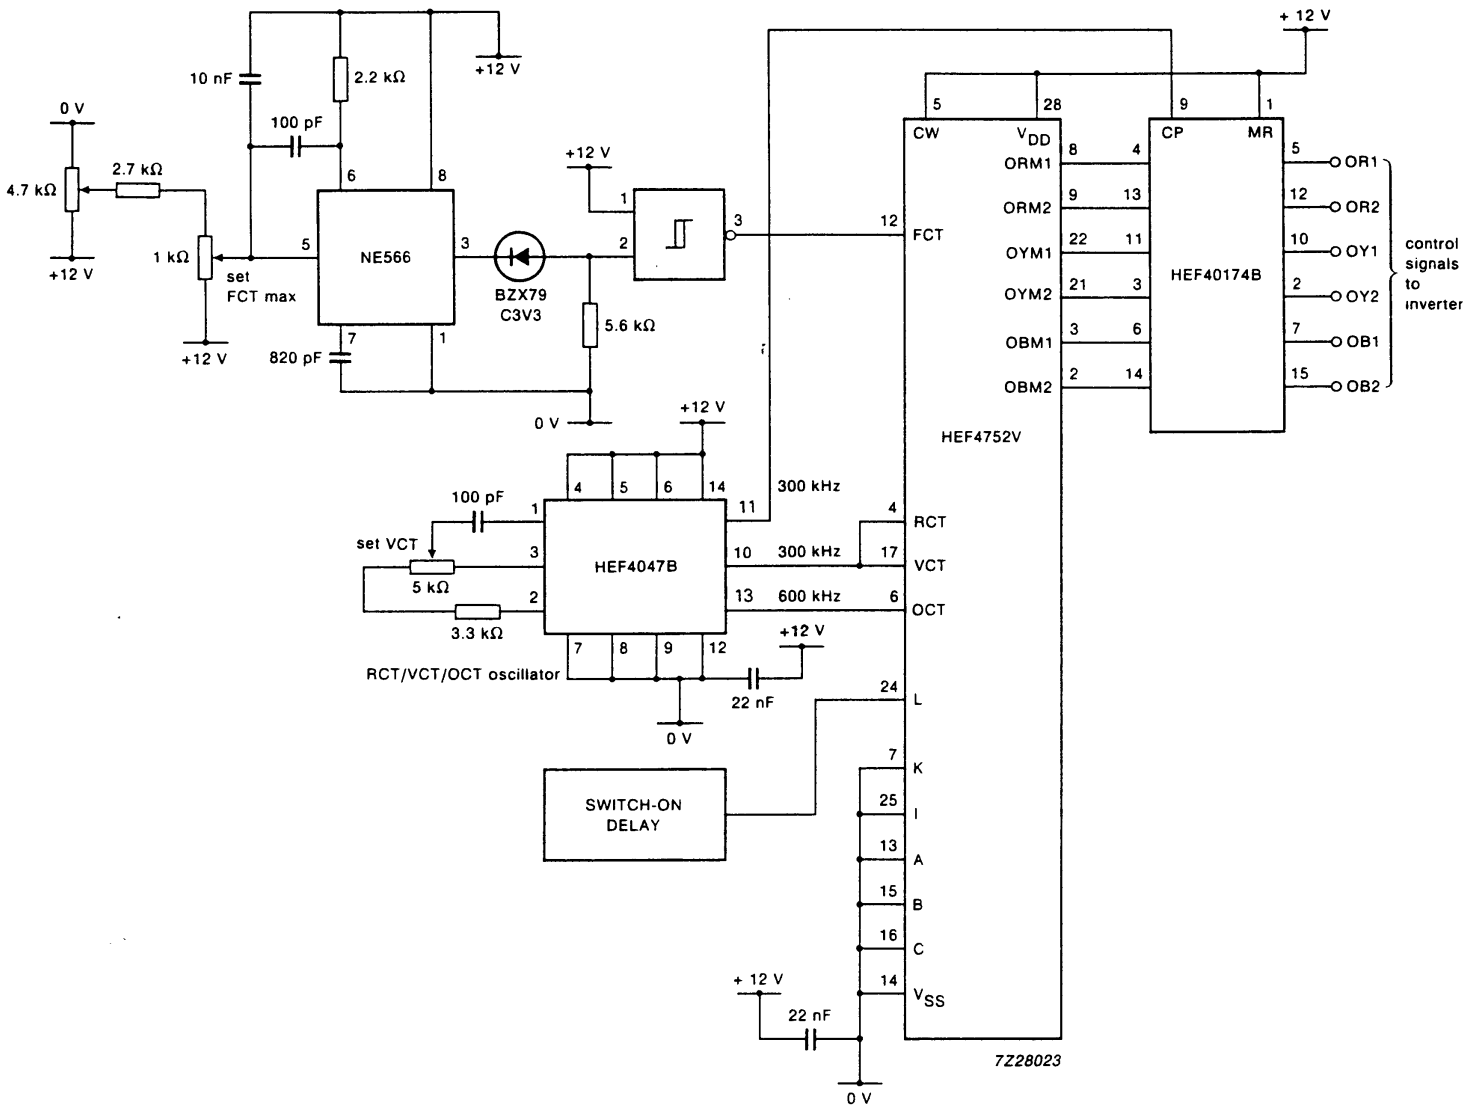 + 12 V
+12 V
10 nF
2.2 kΩ
0 V
100 pF
5
28
9
1
CW
V DD
CP
MR
2.7 kΩ
4.7 kΩ
6
8
+12 V
1
8
4
ORM1
5
OR1
9
13
ORM2
12
OR2
3
12
FCT
1 kΩ
5
NE566
3
2
22
11
OYM1
10
OY1
HEF40174B
control
signals
to
inverter
+12 V
set
FCT max
BZX79
C3V3
21
3
OYM2
2
OY2
5.6 kΩ
7
1
3
6
OBM1
7
OB1
+12 V
820 pF
2
14
OBM2
15
OB2
0 V
+12 V
HEF4752V
4
5
6
14
100 pF
1
11
300 kHz
4
RCT
set VCT
3
HEF4047B
10
300 kHz
17
VCT
5 kΩ
2
13
600 kHz
6
OCT
3.3 kΩ
7
8
9
12
+12 V
RCT/VCT/OCT oscillator
22 nF
24
L
0 V
7
K
SWITCH-ON
DELAY
25
I
13
A
15
B
16
C
+ 12 V
14
VSS
22 nF
7Z28023
0 V